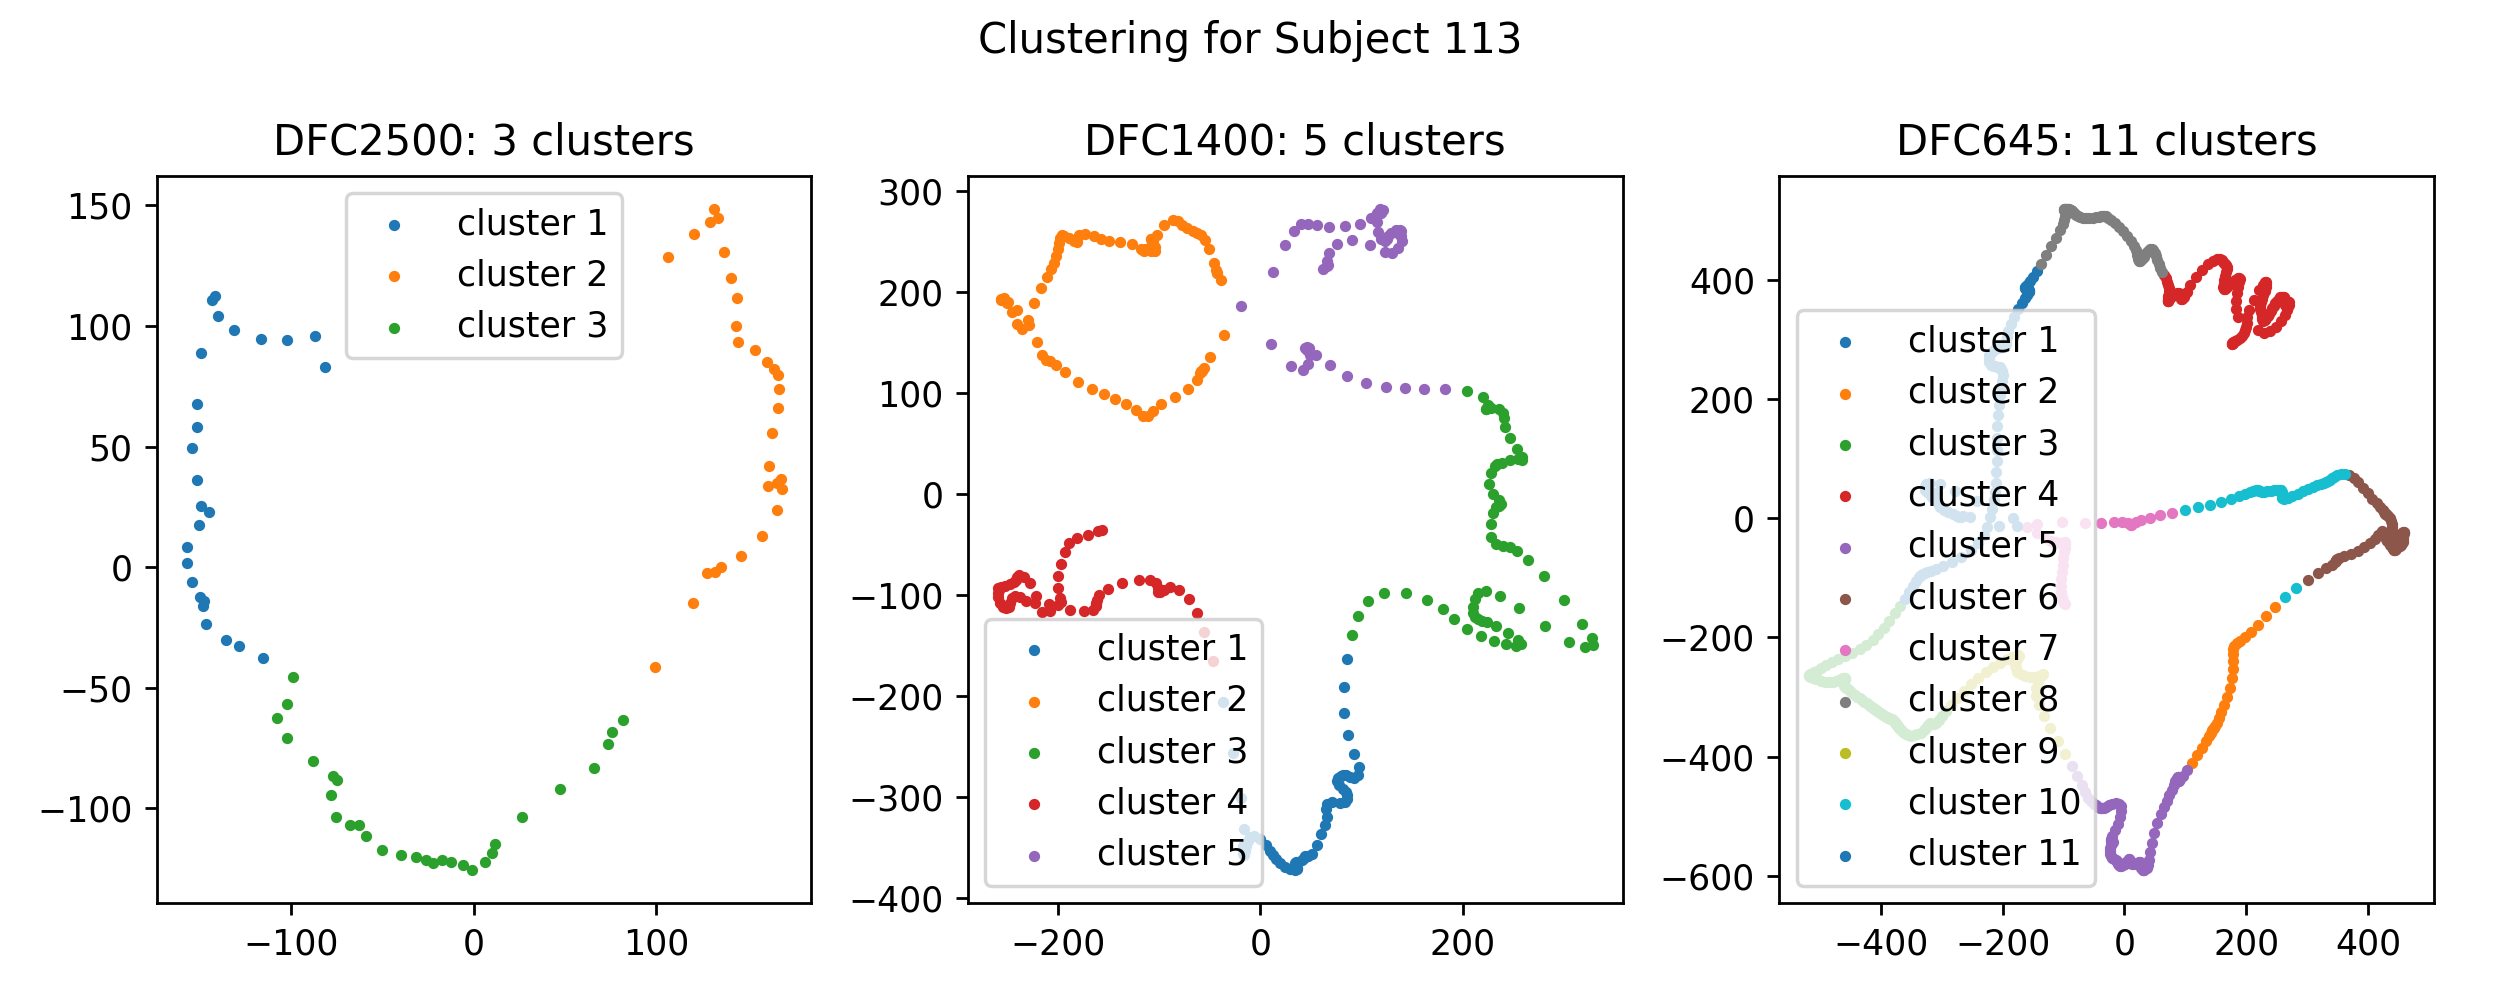 Clustering for Subject 113
DFC2500: 3 clusters
150
100
50
0
−50
−100
−100
0
100
cluster 1
cluster 2
cluster 3
DFC1400: 5 clusters
300
200
100
0
−100
−200
−300
−400
−200
0
200
cluster 1
cluster 2
cluster 3
cluster 4
cluster 5
DFC645: 11 clusters
400
200
0
−200
−400
−600
−400
−200
0
200
400
cluster 1
cluster 2
cluster 3
cluster 4
cluster 5
cluster 6
cluster 7
cluster 8
cluster 9
cluster 10
cluster 11